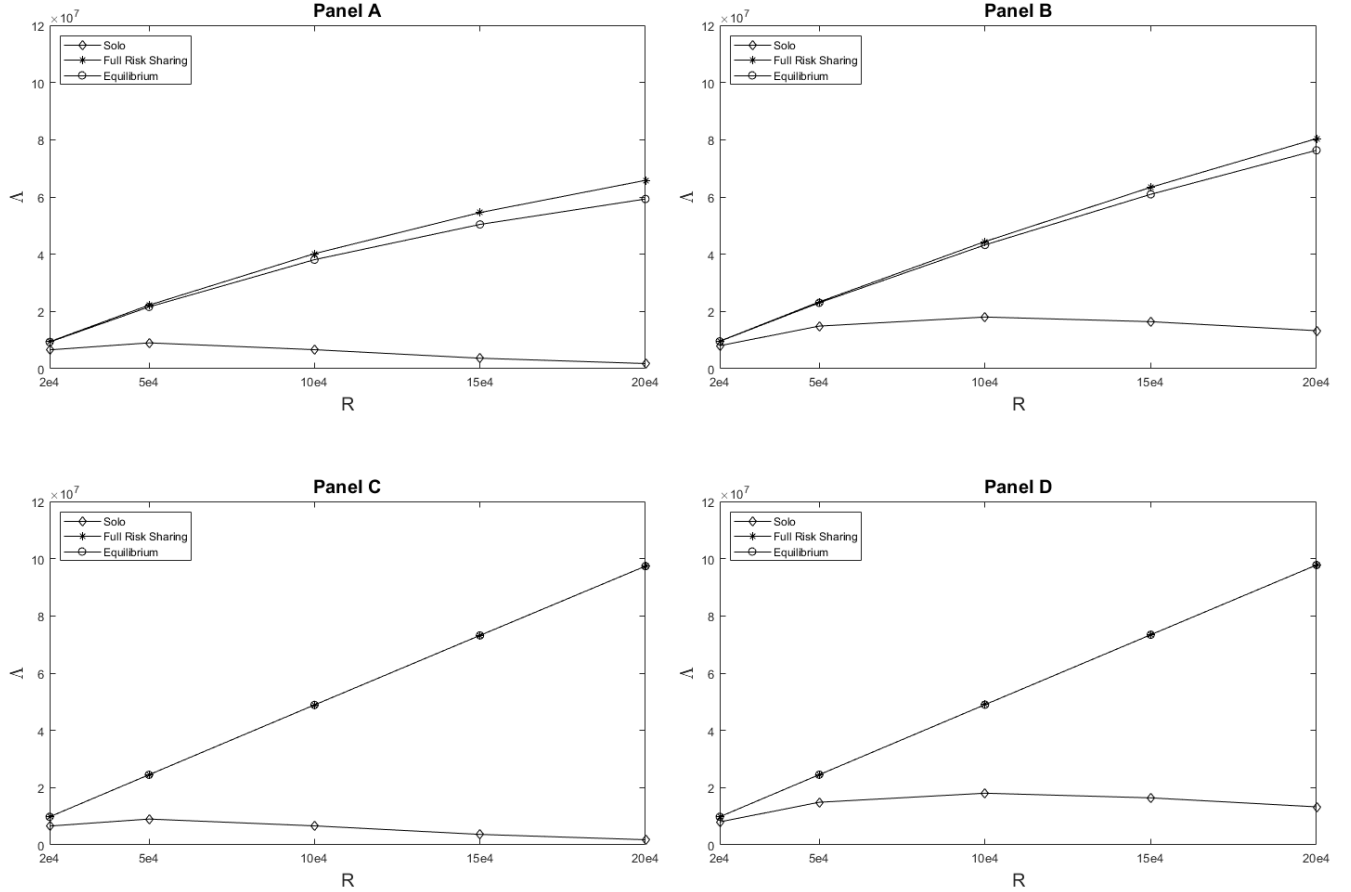 Panel A
×10^7
12
10
8
6
4
2
0
Λ
Solo
Full Risk Sharing
Equilibrium
2e4 5e4 10e4 15e4 20e4
R
Panel B
×10^7
12
10
8
6
4
2
0
Λ
Solo
Full Risk Sharing
Equilibrium
2e4 5e4 10e4 15e4 20e4
R
Panel C
×10^7
12
10
8
6
4
2
0
Λ
Solo
Full Risk Sharing
Equilibrium
2e4 5e4 10e4 15e4 20e4
R
Panel D
×10^7
12
10
8
6
4
2
0
Λ
Solo
Full Risk Sharing
Equilibrium
2e4 5e4 10e4 15e4 20e4
R